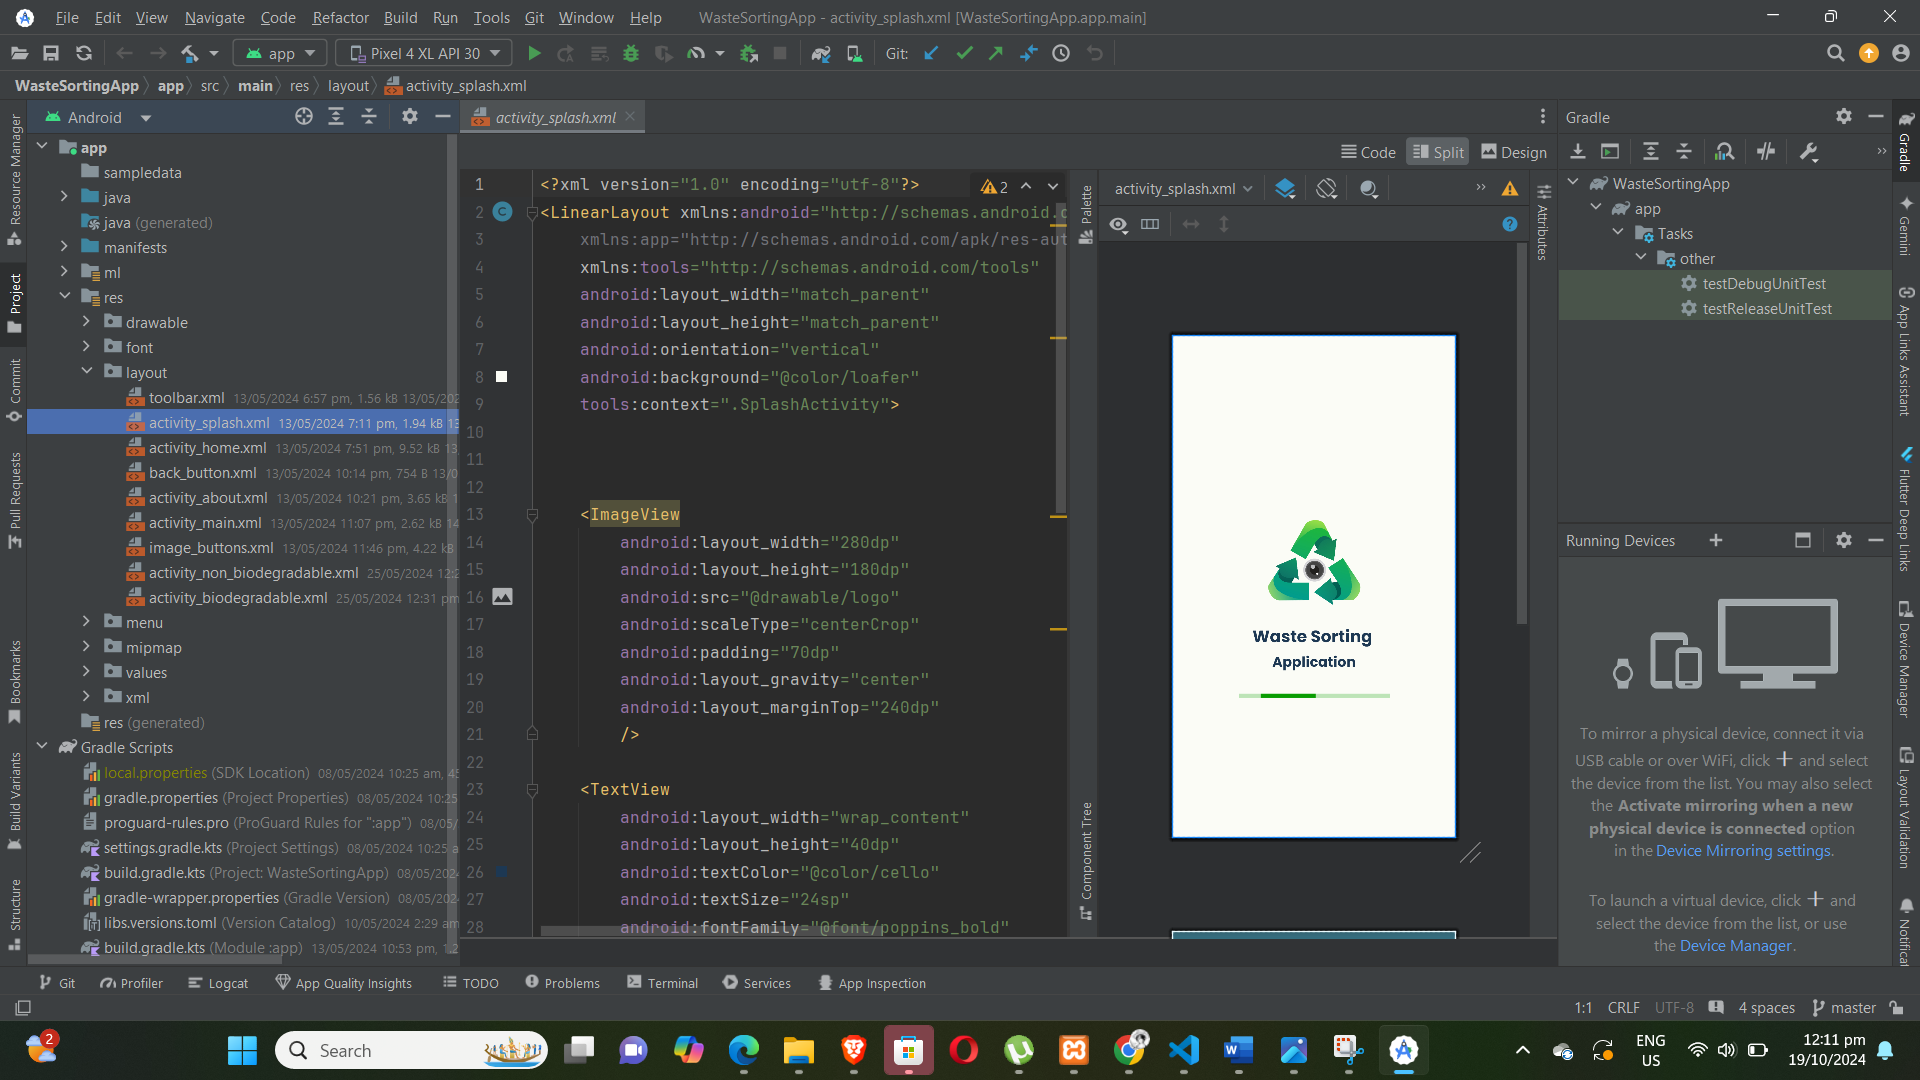 File Edit View Navigate Code Refactor Build Run Tools Git Window Help WasteSortingApp - activity_splash.xml [WasteSortingApp.app.main]
app Pixel 4 XL API 30 Git:
WasteSortingApp app src main res layout activity_splash.xml
Android
activity_splash.xml
Gradle
Code Split Design
app
sampledata
java
java (generated)
manifests
ml
res
drawable
font
layout
toolbar.xml 13/05/2024 6:57 pm, 1.56 kB 13/05/202
activity_splash.xml 13/05/2024 7:11 pm, 1.94 kB 13
activity_home.xml 13/05/2024 7:51 pm, 9.52 kB 13/
back_button.xml 13/05/2024 10:14 pm, 754 B 13/0
activity_about.xml 13/05/2024 10:21 pm, 3.65 kB 1
activity_main.xml 13/05/2024 11:07 pm, 2.62 kB 14
image_buttons.xml 13/05/2024 11:46 pm, 4.22 kB
activity_non_biodegradable.xml 25/05/2024 12:2
activity_biodegradable.xml 25/05/2024 12:31 pm
menu
mipmap
values
xml
res (generated)
Gradle Scripts
local.properties (SDK Location) 08/05/2024 10:25 am, 45
gradle.properties (Project Properties) 08/05/2024 10:25
proguard-rules.pro (ProGuard Rules for ":app") 08/05/
settings.gradle.kts (Project Settings) 08/05/2024 10:25 a
build.gradle.kts (Project: WasteSortingApp) 08/05/202
gradle-wrapper.properties (Gradle Version) 08/05/202
libs.versions.toml (Version Catalog) 10/05/2024 2:29 am
build.gradle.kts (Module :app) 13/05/2024 10:53 pm, 1.2
Resource Manager
Project
Commit
Pull Requests
Bookmarks
Build Variants
Structure
1 <?xml version="1.0" encoding="utf-8"?> 2
2 <LinearLayout xmlns:android="http://schemas.android.c
3 xmlns:app="http://schemas.android.com/apk/res-aut
4 xmlns:tools="http://schemas.android.com/tools"
5 android:layout_width="match_parent"
6 android:layout_height="match_parent"
7 android:orientation="vertical"
8 android:background="@color/loafer"
9 tools:context=".SplashActivity">
10
11
12
13 <ImageView
14 android:layout_width="280dp"
15 android:layout_height="180dp"
16 android:src="@drawable/logo"
17 android:scaleType="centerCrop"
18 android:padding="70dp"
19 android:layout_gravity="center"
20 android:layout_marginTop="240dp"
21 />
22
23 <TextView
24 android:layout_width="wrap_content"
25 android:layout_height="40dp"
26 android:textColor="@color/cello"
27 android:textSize="24sp"
28 android:fontFamily="@font/poppins_bold"
Palette
Component Tree
activity_splash.xml
Attributes
Waste Sorting
Application
WasteSortingApp
app
Tasks
other
testDebugUnitTest
testReleaseUnitTest
Running Devices
To mirror a physical device, connect it via
USB cable or over WiFi, click + and select
the device from the list. You may also select
the Activate mirroring when a new
physical device is connected option
in the Device Mirroring settings.
To launch a virtual device, click + and
select the device from the list, or use
the Device Manager.
Gradle
Gemini
App Links Assistant
Flutter Deep Links
Device Manager
Layout Validation
Notificat
Git Profiler Logcat App Quality Insights TODO Problems Terminal Services App Inspection
1:1 CRLF UTF-8 4 spaces master
2 Search ENG 12:11 pm
US 19/10/2024